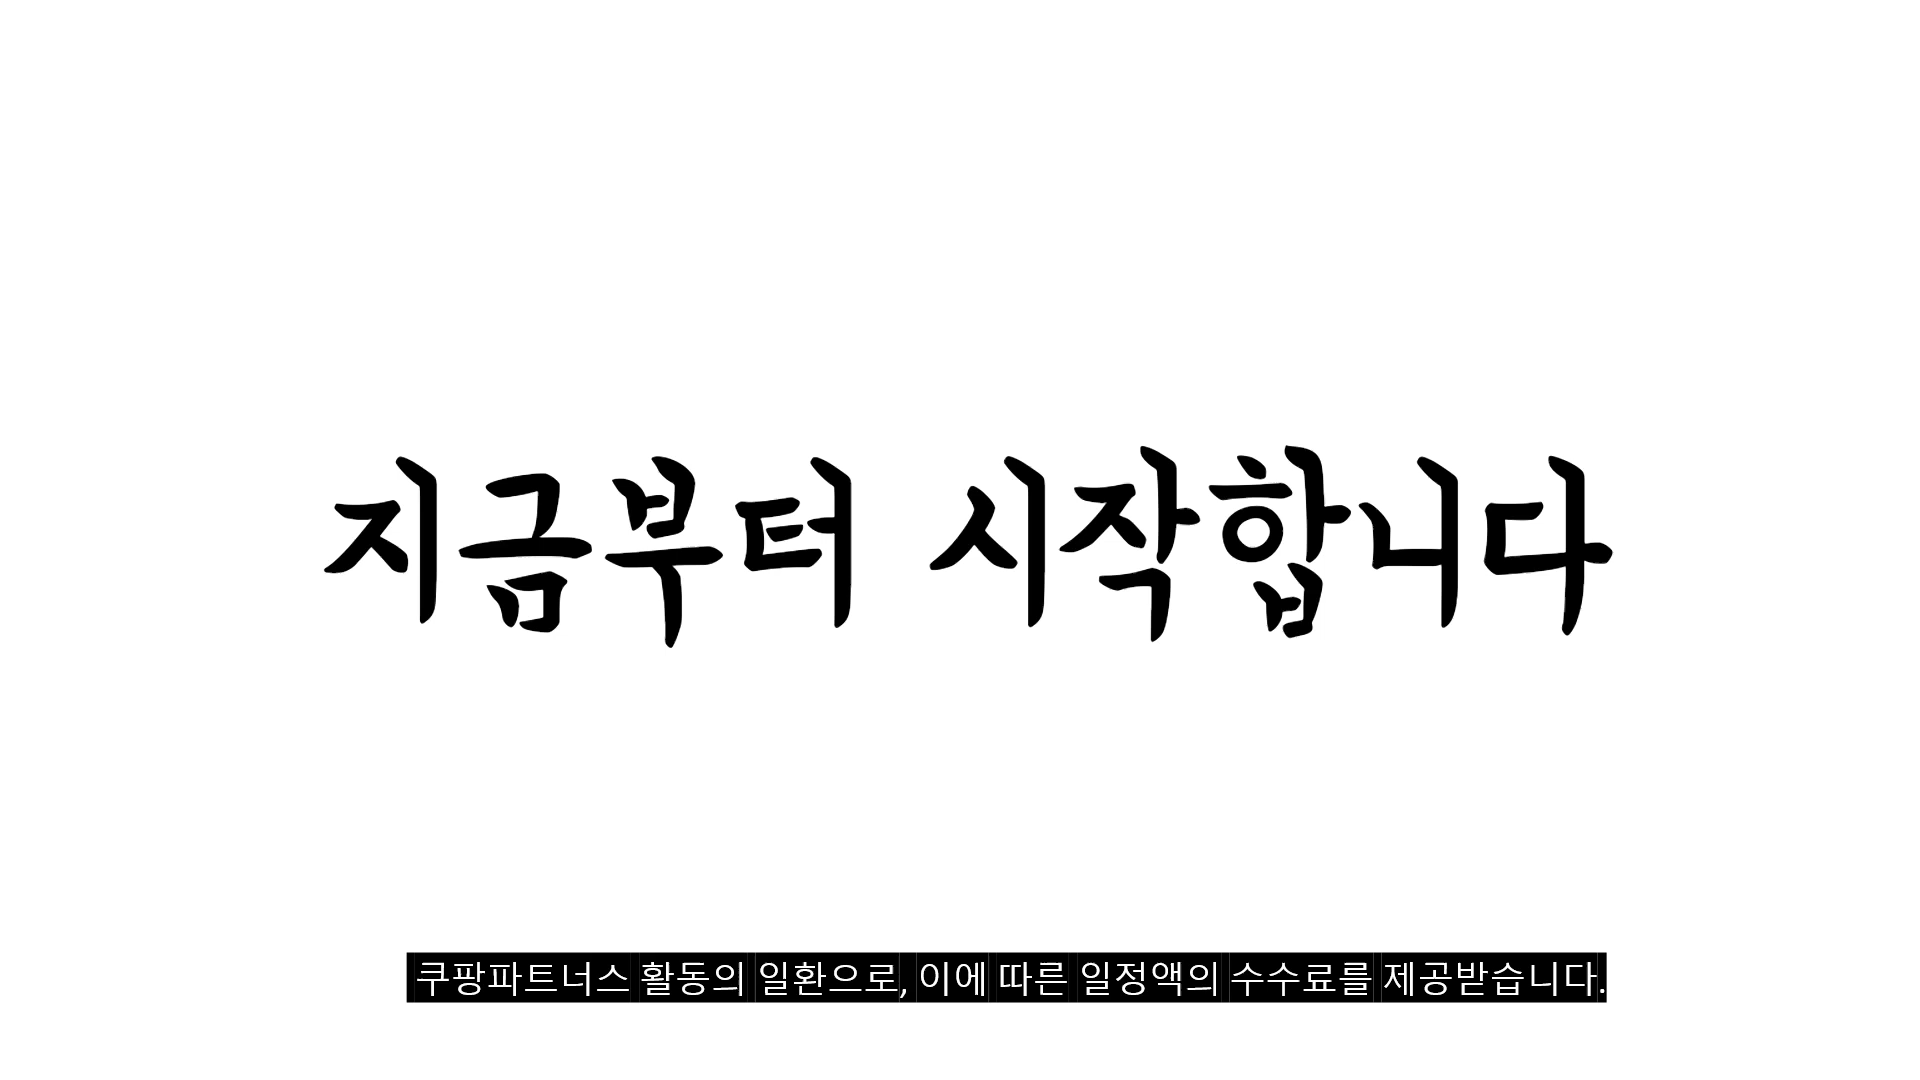 지금부터 시작합니다
쿠팡파트너스 활동의 일환으로, 이에 따른 일정액의 수수료를 제공받습니다.